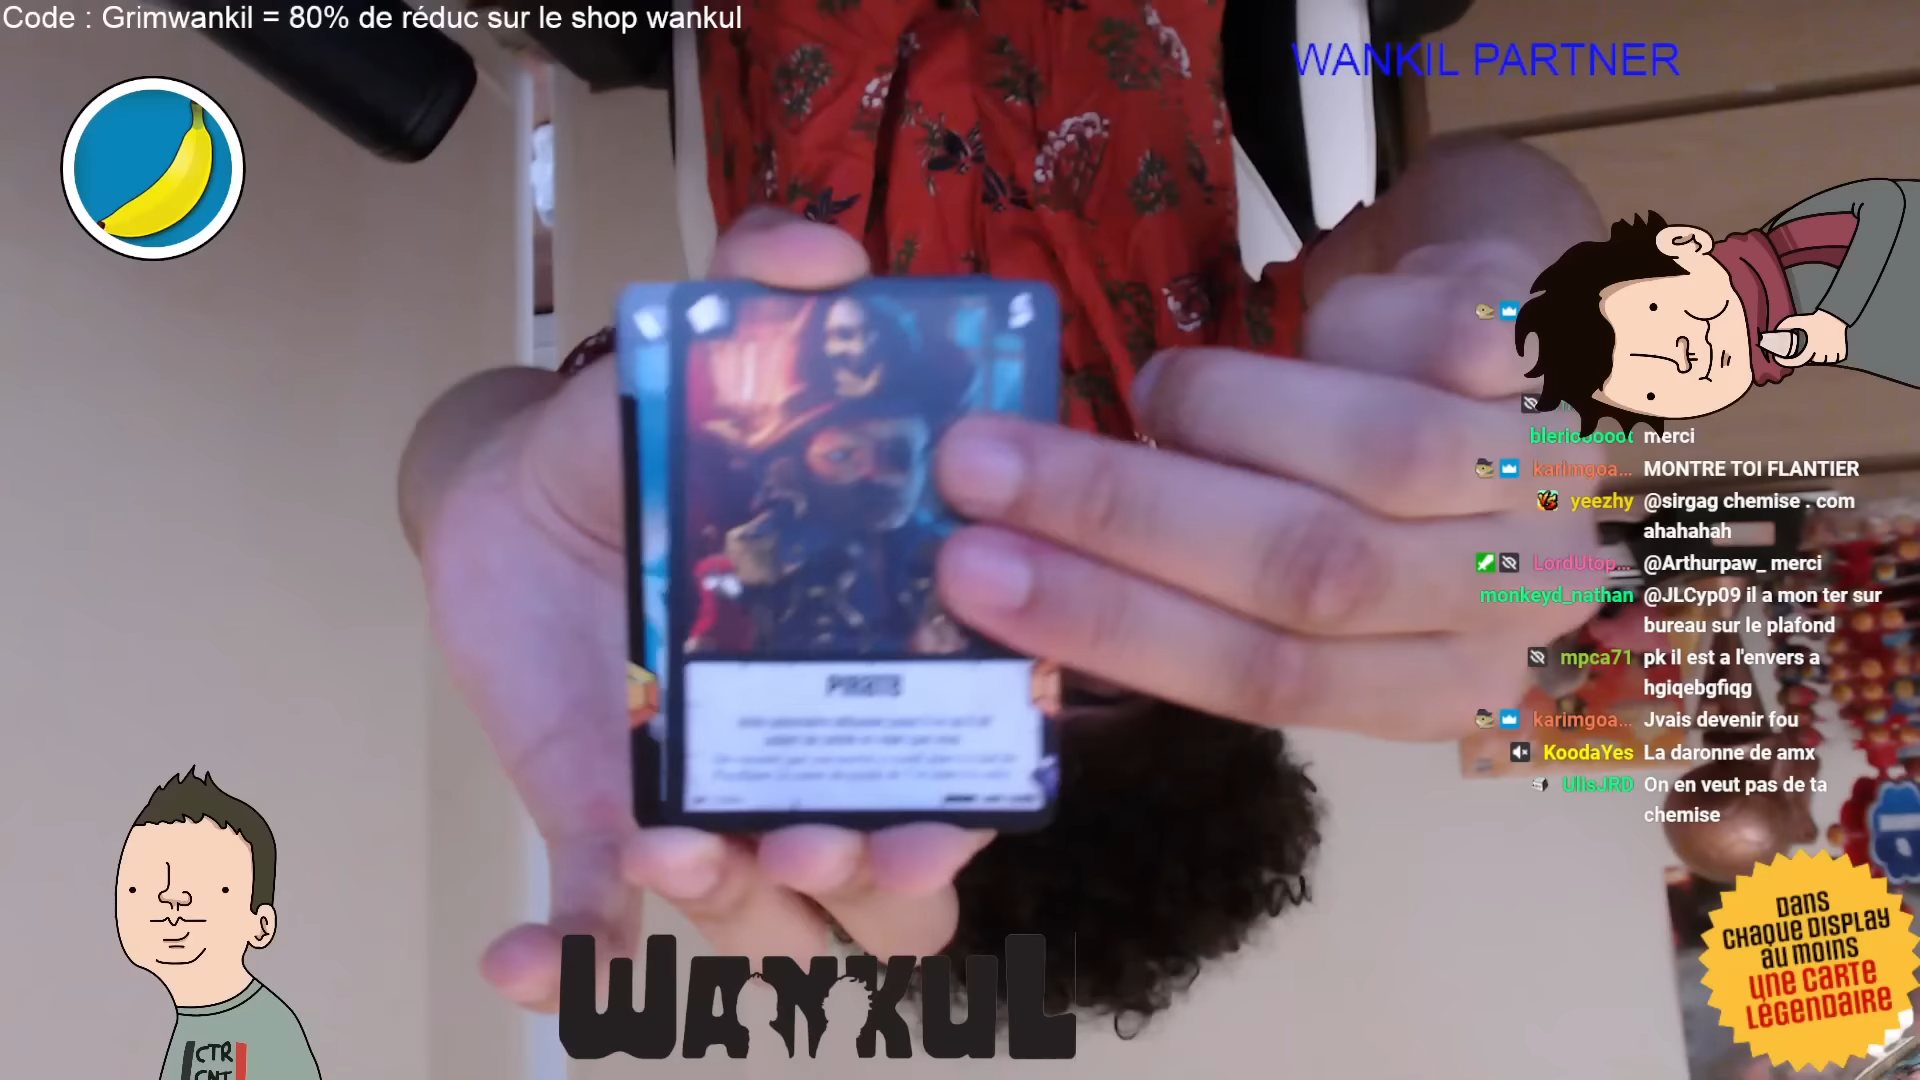 Code : Grimwankil = 80% de réduc sur le shop wankul
WANKIL PARTNER
merci
karimgoa... MONTRE TOI FLANTIER
yeezhy @sirgag chemise . com
ahahahah
LordUtop... @Arthurpaw_ merci
monkeyd_nathan @JLCyp09 il a mon ter sur
bureau sur le plafond
mpca71 pk il est a l'envers a
hgiqebgfiqg
karimgoa... Jvais devenir fou
KoodaYes La daronne de amx
UlisJRD On en veut pas de ta
chemise
PIRATE
WANKUL
CTR
CNT
Dans
CHAQUE DISPLAY
AU MOINS
UNE CARTE
LÉGENDAIRE